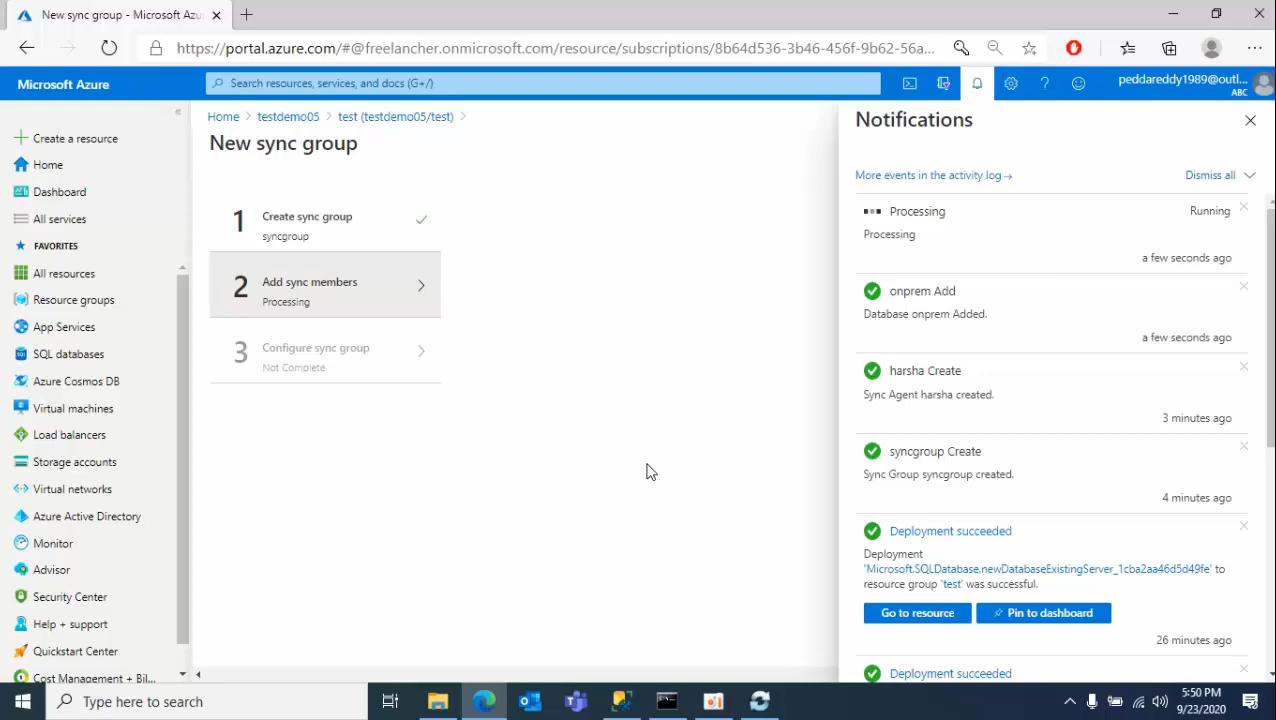 New sync group - Microsoft Azu
https://portal.azure.com/#@freelancher.onmicrosoft.com/resource/subscriptions/8b64d536-3b46-456f-9b62-56a...
Microsoft Azure
Search resources, services, and docs (G+/)
peddareddy1989@outl...
ABC
Home > testdemo05 > test (testdemo05/test) >
New sync group
Create a resource
Home
Dashboard
All services
FAVORITES
All resources
Resource groups
App Services
SQL databases
Azure Cosmos DB
Virtual machines
Load balancers
Storage accounts
Virtual networks
Azure Active Directory
Monitor
Advisor
Security Center
Help + support
Quickstart Center
Cost Management + Bil...
1 Create sync group
syncgroup
2 Add sync members
Processing
3 Configure sync group
Not Complete
Notifications
More events in the activity log →
Dismiss all
Processing
Running
Processing
a few seconds ago
onprem Add
Database onprem Added.
a few seconds ago
harsha Create
Sync Agent harsha created.
3 minutes ago
syncgroup Create
Sync Group syncgroup created.
4 minutes ago
Deployment succeeded
Deployment
'Microsoft.SQLDatabase.newDatabaseExistingServer_1cba2aa46d5d49fe' to
resource group 'test' was successful.
Go to resource
Pin to dashboard
26 minutes ago
Deployment succeeded
Type here to search
5:50 PM
9/23/2020